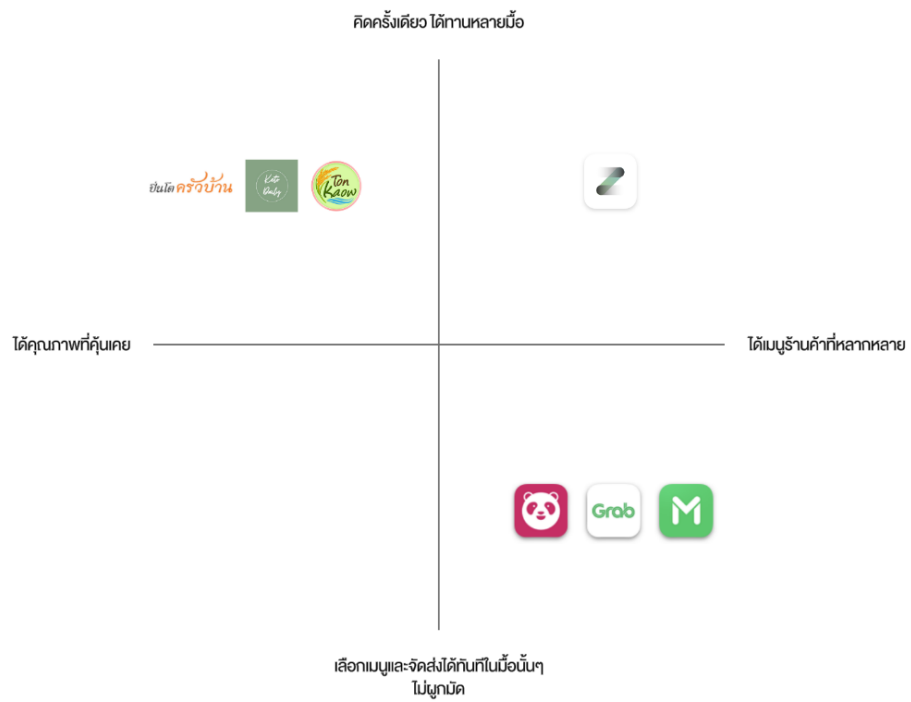 คิดครั้งเดียว ได้ทานหลายมื้อ
ปิ่นโต ครัวบ้าน
Ton
Kaow
ได้คุณภาพที่คุ้นเคย
ได้เมนูร้านค้าที่หลากหลาย
Grab
เลือกเมนูและจัดส่งได้ทันทีในมื้อนั้นๆ
ไม่ผูกมัด